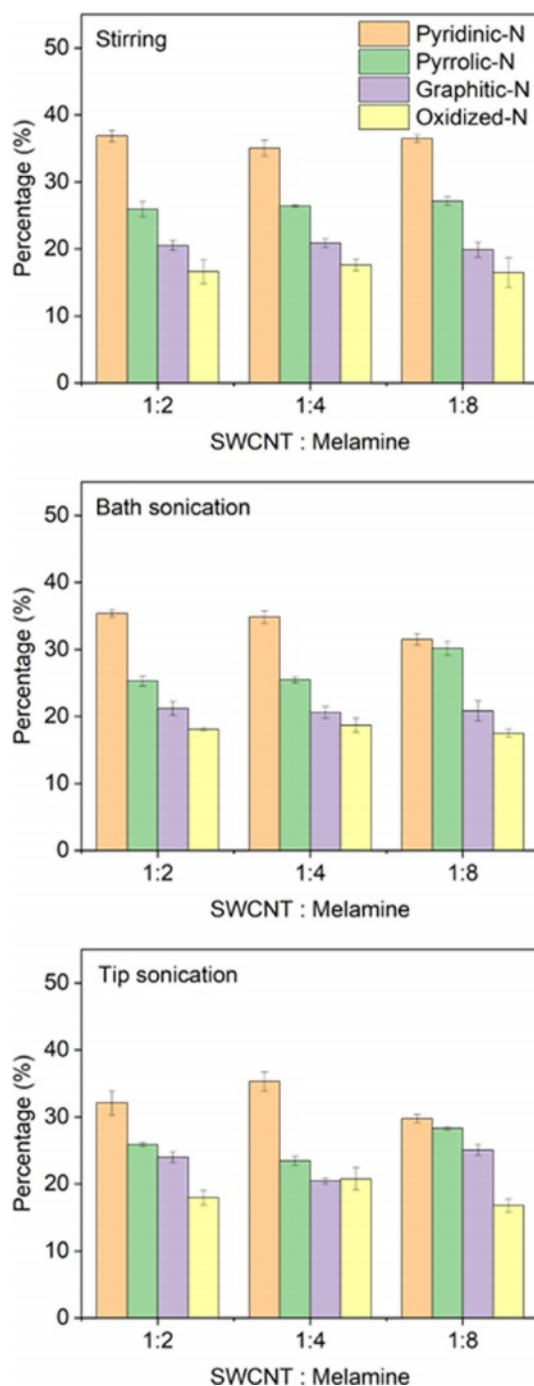 Stirring
Pyridinic-N
Pyrrolic-N
Graphitic-N
Oxidized-N
50
40
30
20
10
0
Percentage (%)
1:2 1:4 1:8
SWCNT : Melamine
Bath sonication
50
40
30
20
10
0
Percentage (%)
1:2 1:4 1:8
SWCNT : Melamine
Tip sonication
50
40
30
20
10
0
Percentage (%)
1:2 1:4 1:8
SWCNT : Melamine